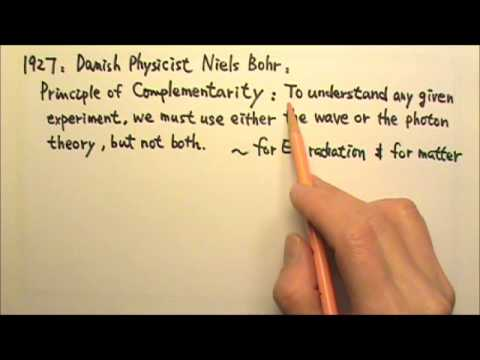 1927: Danish Physicist Niels Bohr:
Principle of Complementarity: To understand any given
experiment, we must use either the wave or the photon
theory, but not both. ~ for E radiation & for matter